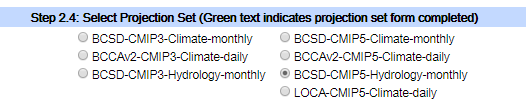 Step 2.4: Select Projection Set (Green text indicates projection set form completed)
BCSD-CMIP3-Climate-monthly BCSD-CMIP5-Climate-monthly
BCCAv2-CMIP3-Climate-daily BCCAv2-CMIP5-Climate-daily
BCSD-CMIP3-Hydrology-monthly BCSD-CMIP5-Hydrology-monthly
LOCA-CMIP5-Climate-daily